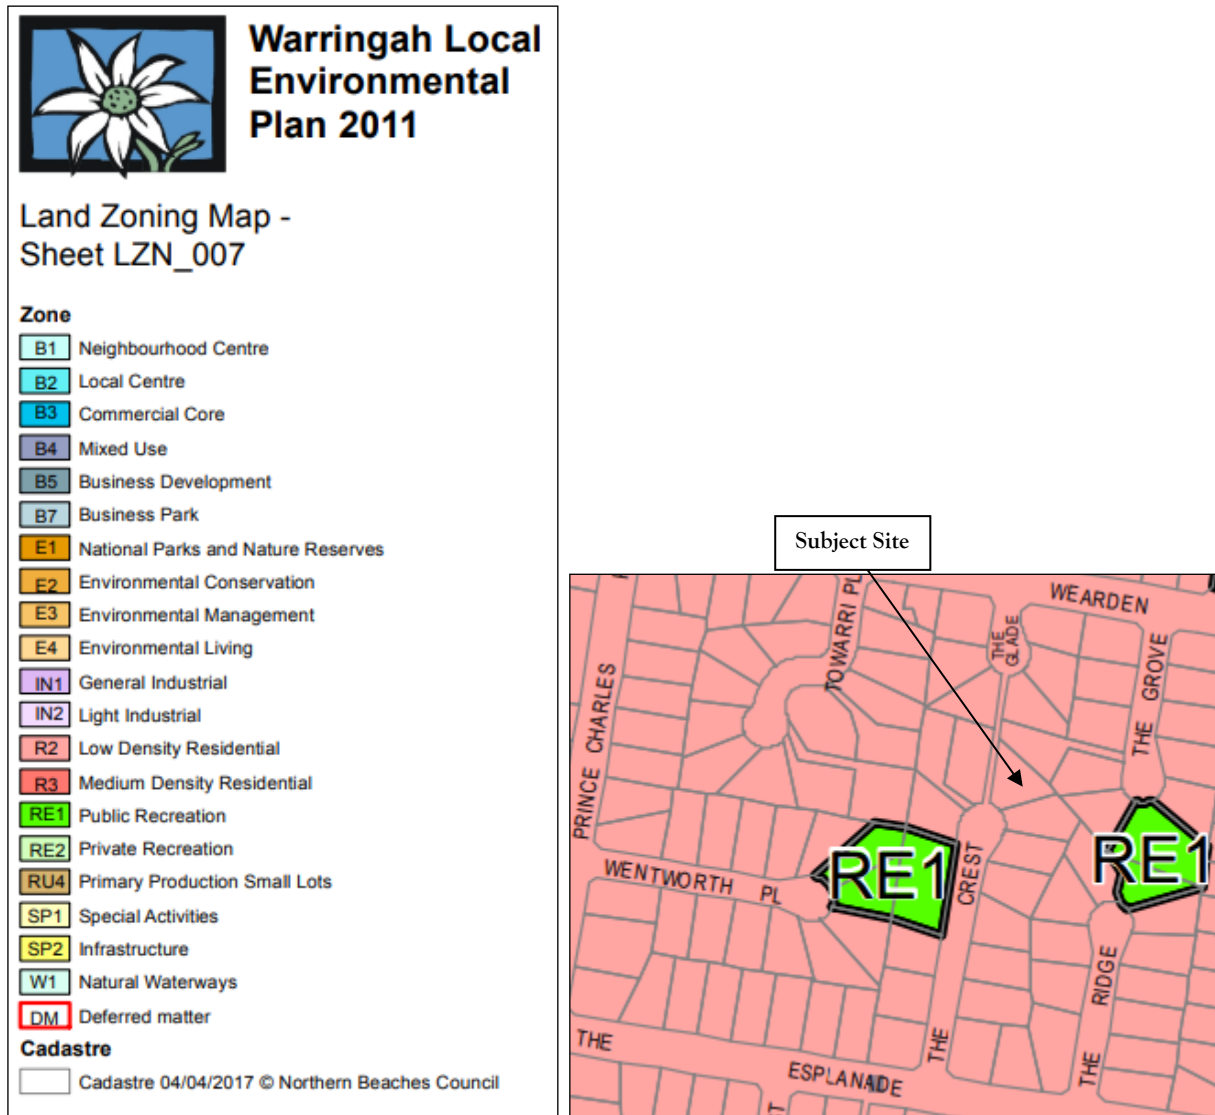 Warringah Local
Environmental
Plan 2011
Land Zoning Map -
Sheet LZN_007
Zone
B1 Neighbourhood Centre
B2 Local Centre
B3 Commercial Core
B4 Mixed Use
B5 Business Development
B7 Business Park
E1 National Parks and Nature Reserves
E2 Environmental Conservation
E3 Environmental Management
E4 Environmental Living
IN1 General Industrial
IN2 Light Industrial
R2 Low Density Residential
R3 Medium Density Residential
RE1 Public Recreation
RE2 Private Recreation
RU4 Primary Production Small Lots
SP1 Special Activities
SP2 Infrastructure
W1 Natural Waterways
DM Deferred matter
Cadastre
Cadastre 04/04/2017 © Northern Beaches Council
Subject Site
WEARDEN
TOWARRI PL
THE
GLADE
THE GROVE
PRINCE CHARLES
WENTWORTH PL
RE1
RE1
THE CREST
THE RIDGE
THE ESPLANADE